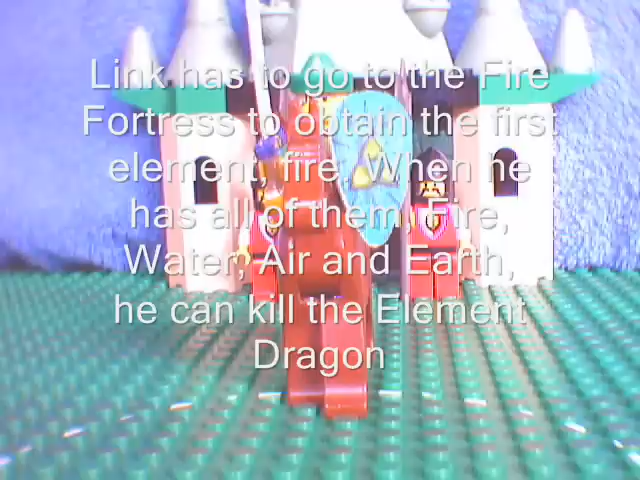 Link has to go to the Fire
Fortress to obtain the first
element, fire. When he
has all of them, Fire,
Water, Air and Earth,
he can kill the Element
Dragon